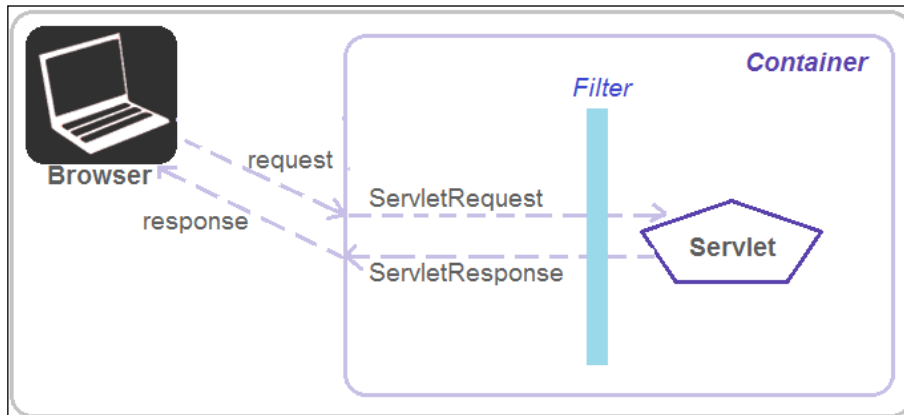 Container
Filter
request
Browser
ServletRequest
response
Servlet
ServletResponse